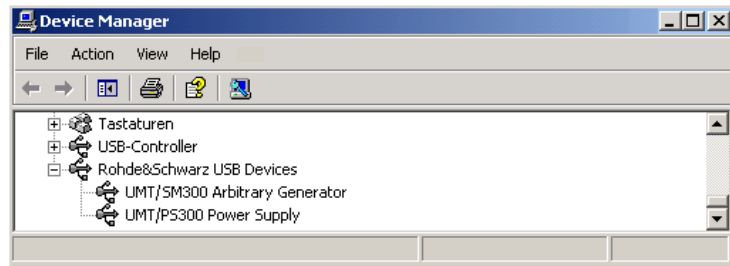 Device Manager
File Action View Help
Tastaturen
USB-Controller
Rohde&Schwarz USB Devices
UMT/SM300 Arbitrary Generator
UMT/PS300 Power Supply